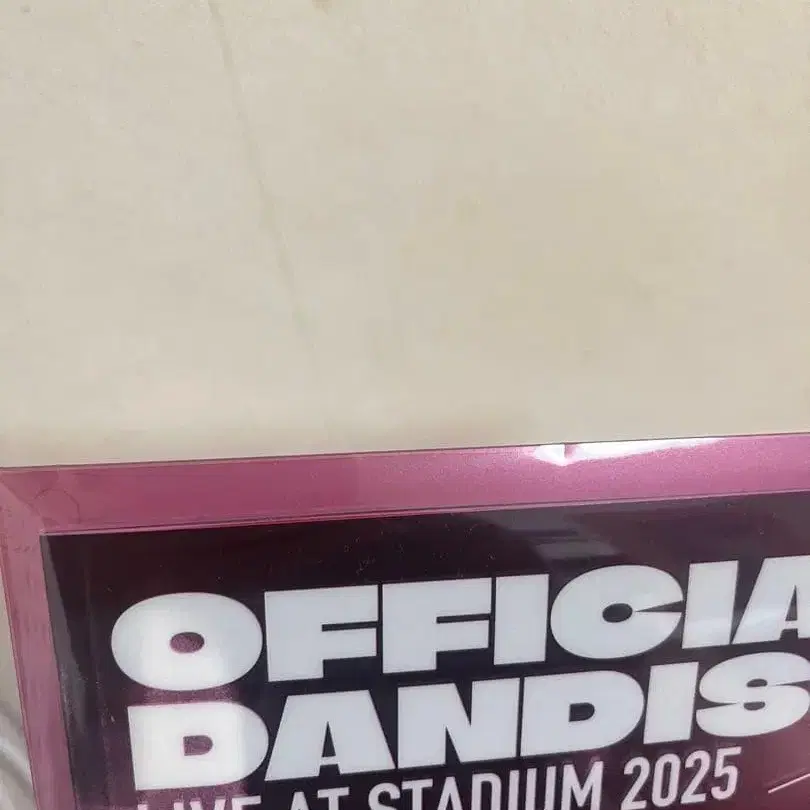 OFFICIA
DANDIS
LIVE AT STADIUM 2025